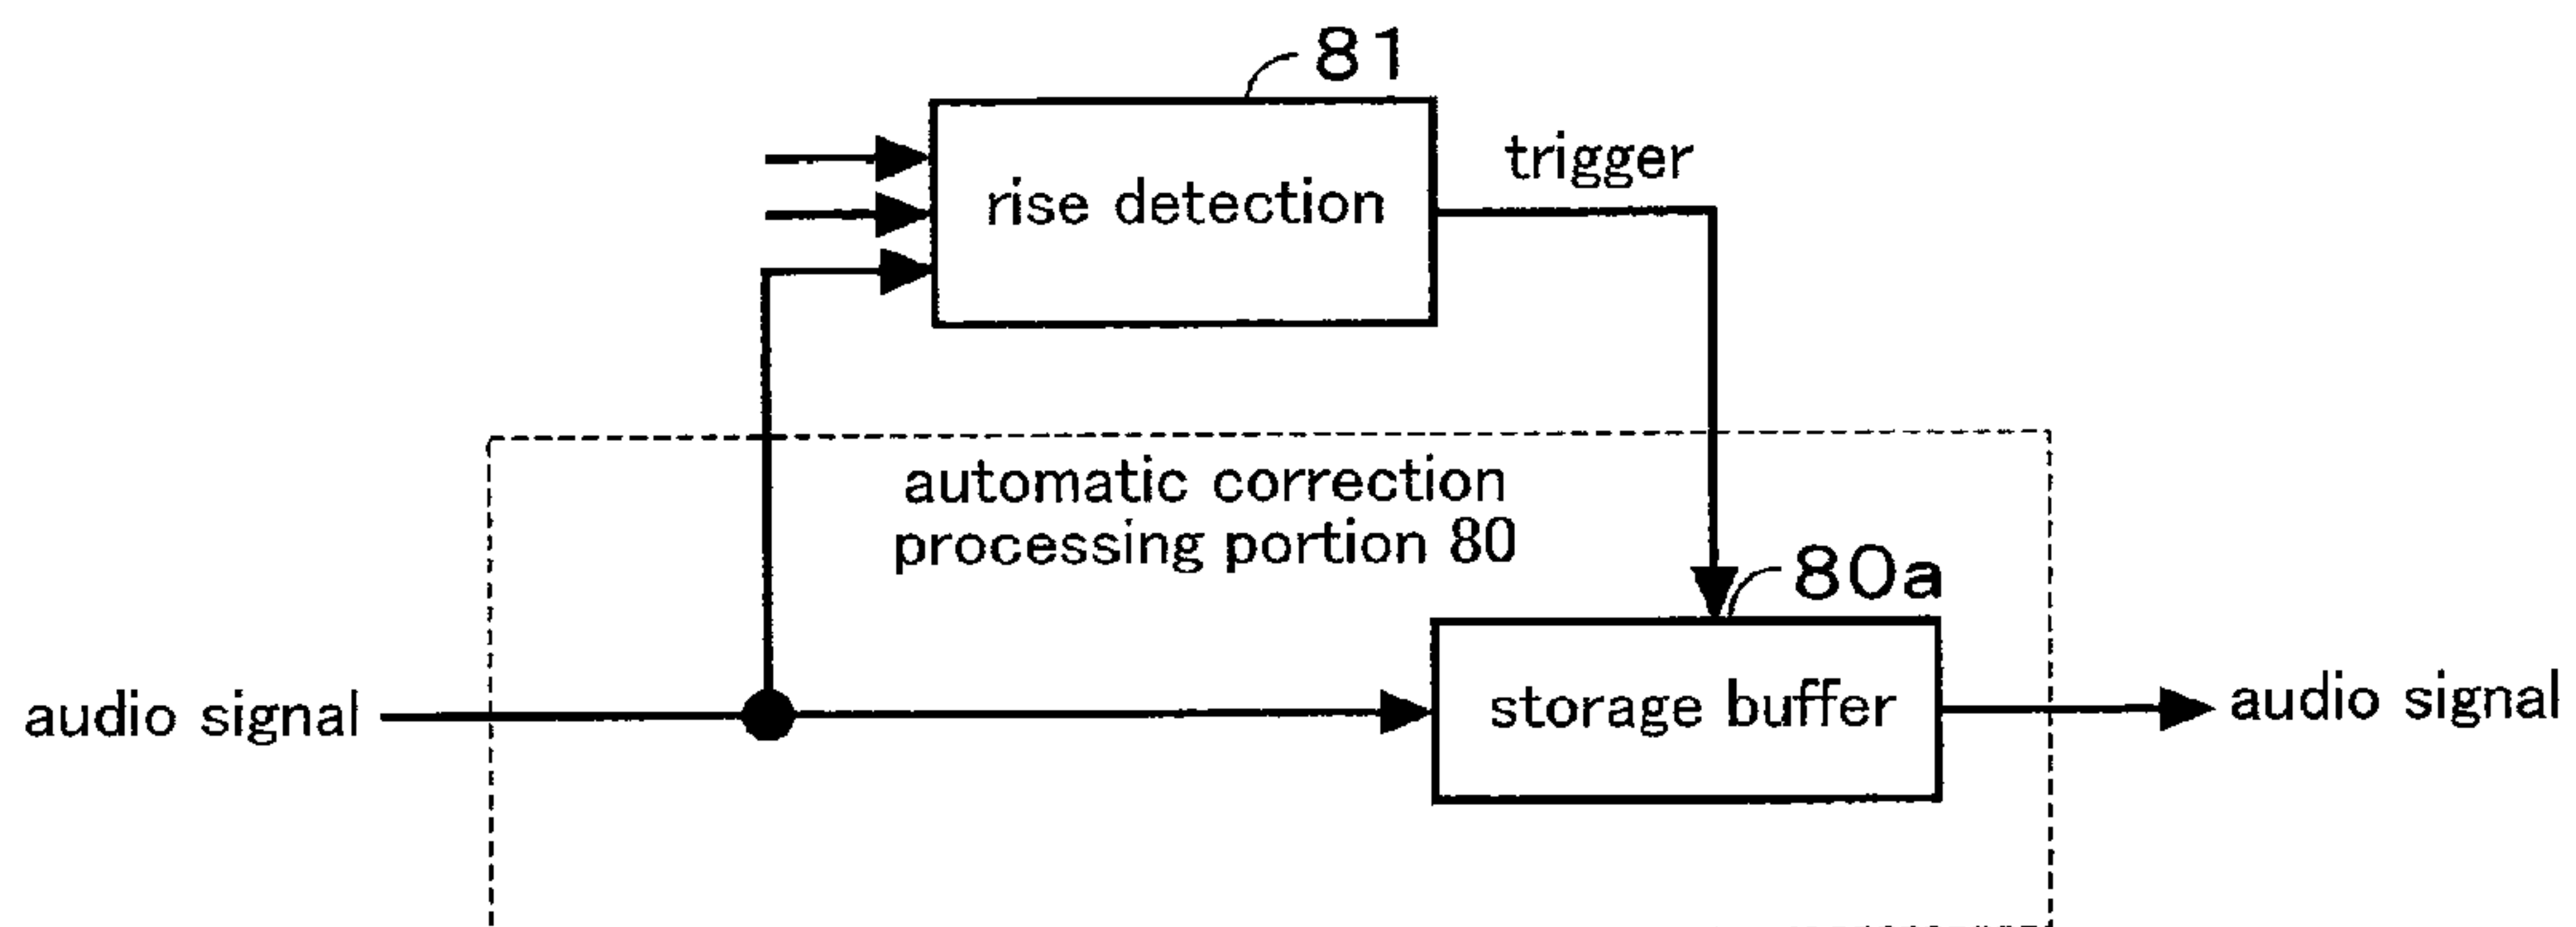 81
rise detection
trigger
automatic correction
processing portion 80
80a
audio signal
storage buffer
audio signal